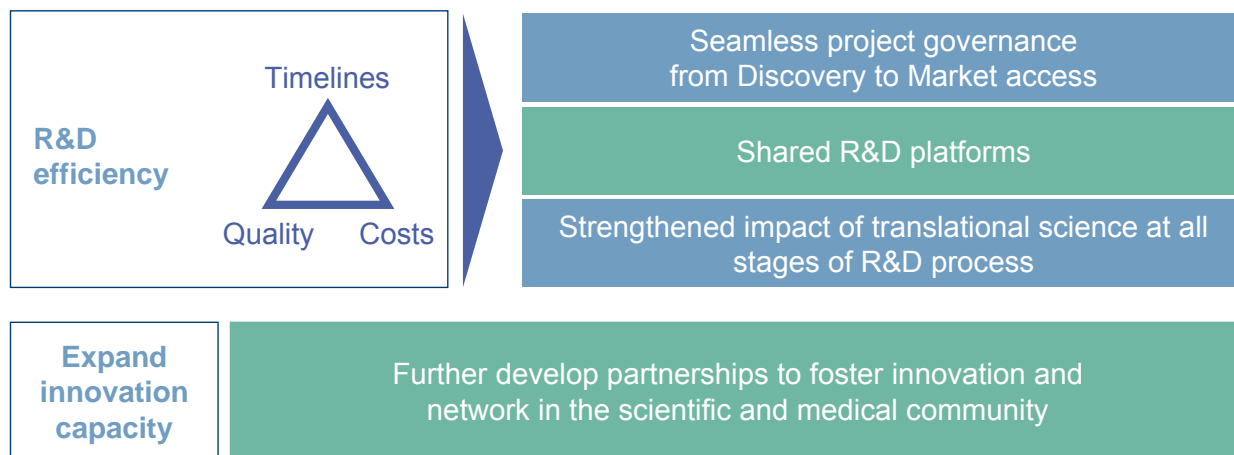 R&D
efficiency
Timelines
Quality
Costs
Seamless project governance
from Discovery to Market access
Shared R&D platforms
Strengthened impact of translational science at all
stages of R&D process
Expand
innovation
capacity
Further develop partnerships to foster innovation and
network in the scientific and medical community